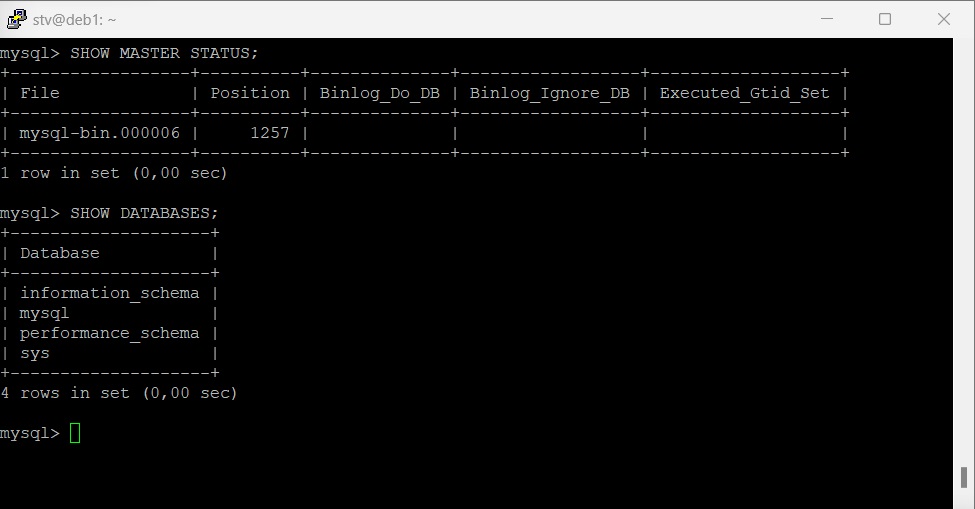 stv@deb1: ~
mysql> SHOW MASTER STATUS;
+------------------+----------+--------------+------------------+-------------------+
| File             | Position | Binlog_Do_DB | Binlog_Ignore_DB | Executed_Gtid_Set |
+------------------+----------+--------------+------------------+-------------------+
| mysql-bin.000006 |     1257 |              |                  |                   |
+------------------+----------+--------------+------------------+-------------------+
1 row in set (0,00 sec)
mysql> SHOW DATABASES;
+--------------------+
| Database           |
+--------------------+
| information_schema |
| mysql              |
| performance_schema |
| sys                |
+--------------------+
4 rows in set (0,00 sec)
mysql>